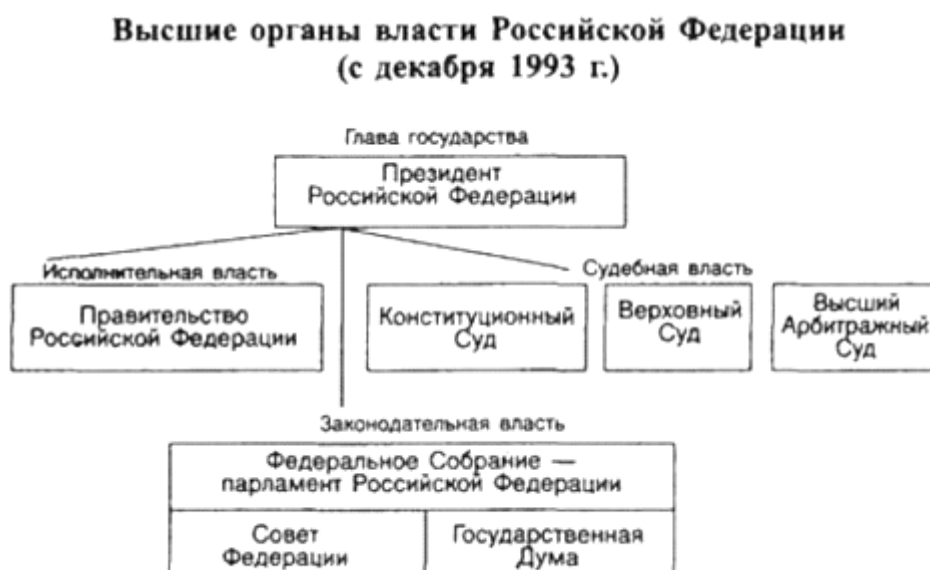 Высшие органы власти Российской Федерации
(с декабря 1993 г.)
Глава государства
Президент
Российской Федерации
Исполнительная власть
Правительство
Российской Федерации
Судебная власть
Конституционный
Суд
Верховный
Суд
Высший
Арбитражный
Суд
Законодательная власть
Федеральное Собрание —
парламент Российской Федерации
Совет
Федерации
Государственная
Дума